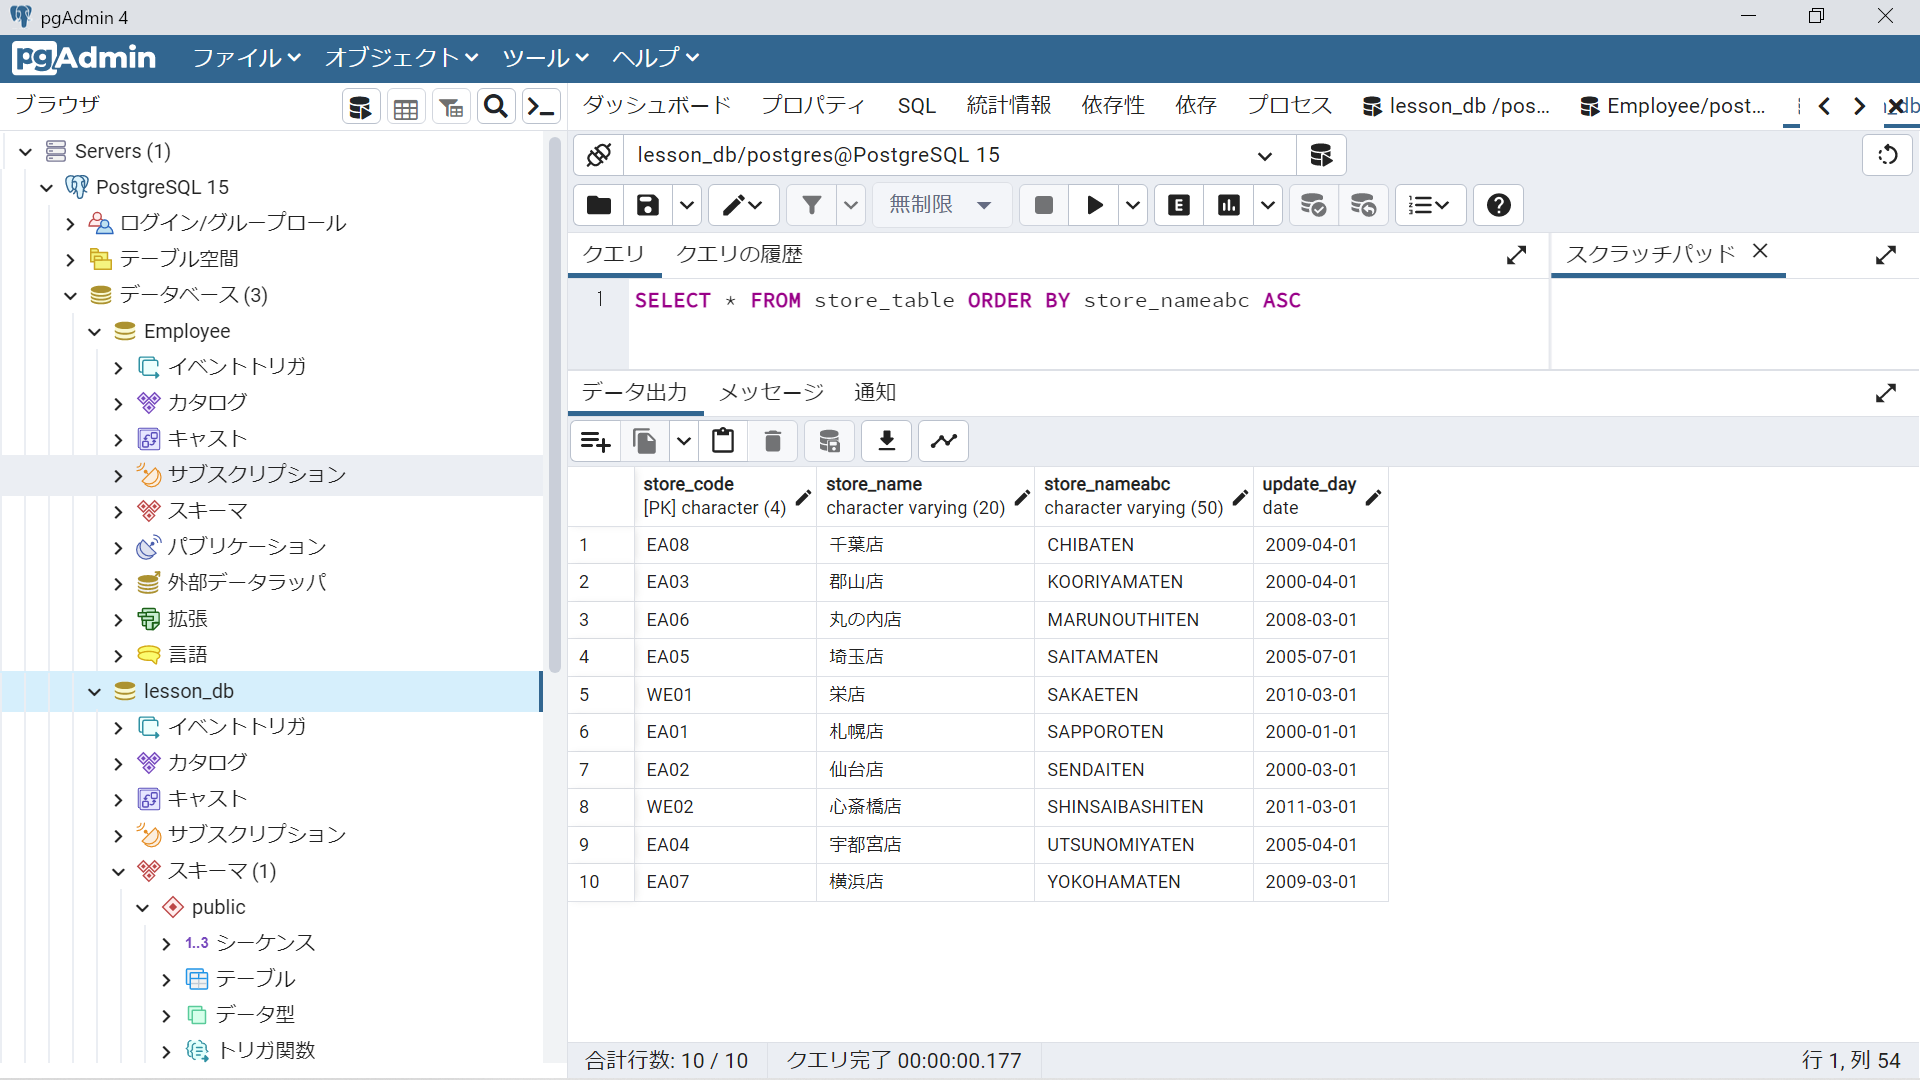 pgAdmin 4
pgAdmin ファイル オブジェクト ツール ヘルプ
ブラウザ
ダッシュボード プロパティ SQL 統計情報 依存性 依存 プロセス lesson_db /pos... Employee/post...
Servers (1)
PostgreSQL 15
ログイン/グループロール
テーブル空間
データベース (3)
Employee
イベントトリガ
カタログ
キャスト
サブスクリプション
スキーマ
パブリケーション
外部データラッパ
拡張
言語
lesson_db
イベントトリガ
カタログ
キャスト
サブスクリプション
スキーマ (1)
public
1..3 シーケンス
テーブル
データ型
トリガ関数
lesson_db/postgres@PostgreSQL 15
無制限 E
クエリ クエリの履歴
スクラッチパッド
1 SELECT * FROM store_table ORDER BY store_nameabc ASC
データ出力 メッセージ 通知
store_code store_name store_nameabc update_day
[PK] character (4) character varying (20) character varying (50) date
1 EA08 千葉店 CHIBATEN 2009-04-01
2 EA03 郡山店 KOORIYAMATEN 2000-04-01
3 EA06 丸の内店 MARUNOUTHITEN 2008-03-01
4 EA05 埼玉店 SAITAMATEN 2005-07-01
5 WE01 栄店 SAKAETEN 2010-03-01
6 EA01 札幌店 SAPPOROTEN 2000-01-01
7 EA02 仙台店 SENDAITEN 2000-03-01
8 WE02 心斎橋店 SHINSAIBASHITEN 2011-03-01
9 EA04 宇都宮店 UTSUNOMIYATEN 2005-04-01
10 EA07 横浜店 YOKOHAMATEN 2009-03-01
合計行数: 10 / 10 クエリ完了 00:00:00.177
行 1, 列 54